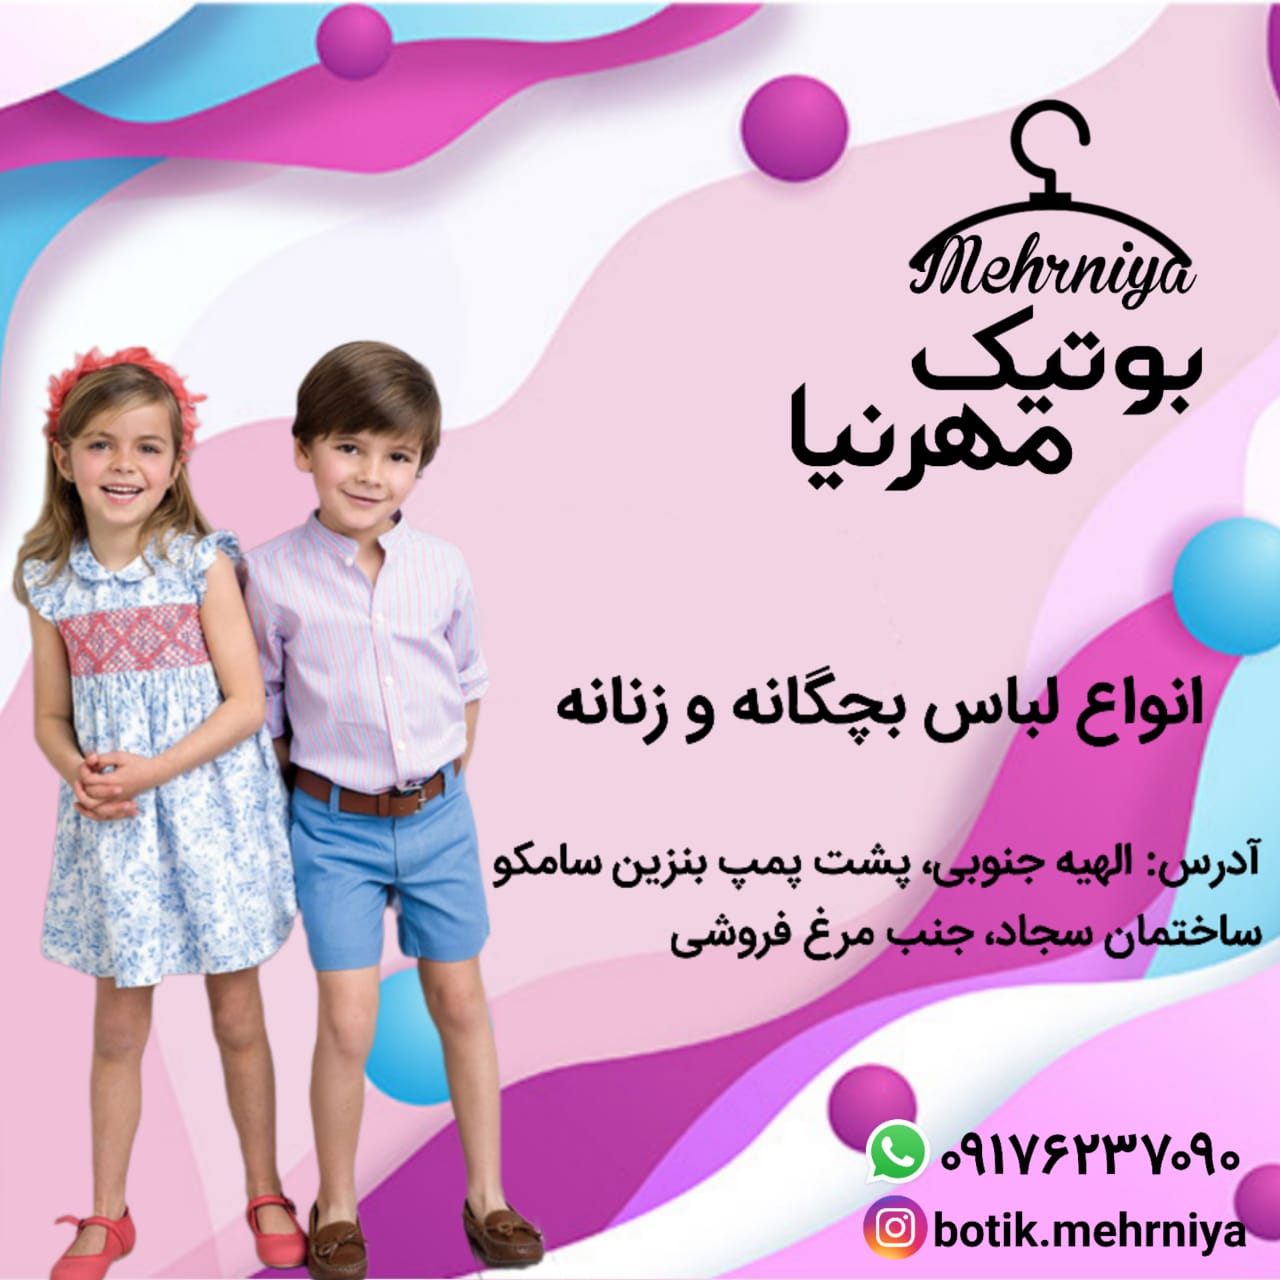 Mehrniya
بوتیک
مهرنیا
انواع لباس بچگانه و زنانه
آدرس: الهیه جنوبی، پشت پمپ بنزین سامکو
ساختمان سجاد، جنب مرغ فروشی
۰۹۱۷۶۲۳۷۰۹۰
botik.mehrniya